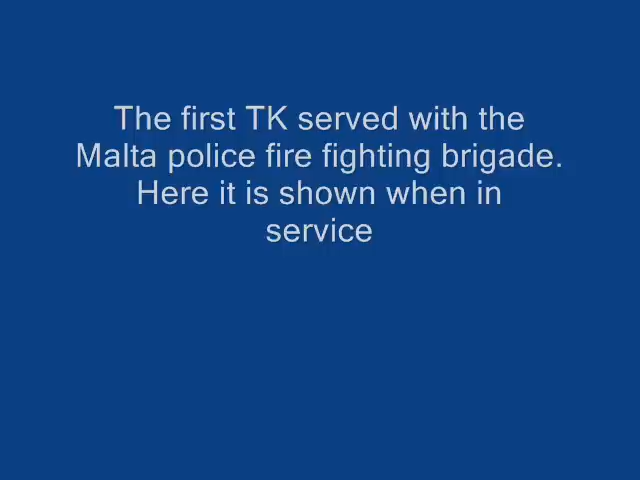 The first TK served with the
Malta police fire fighting brigade.
Here it is shown when in
service